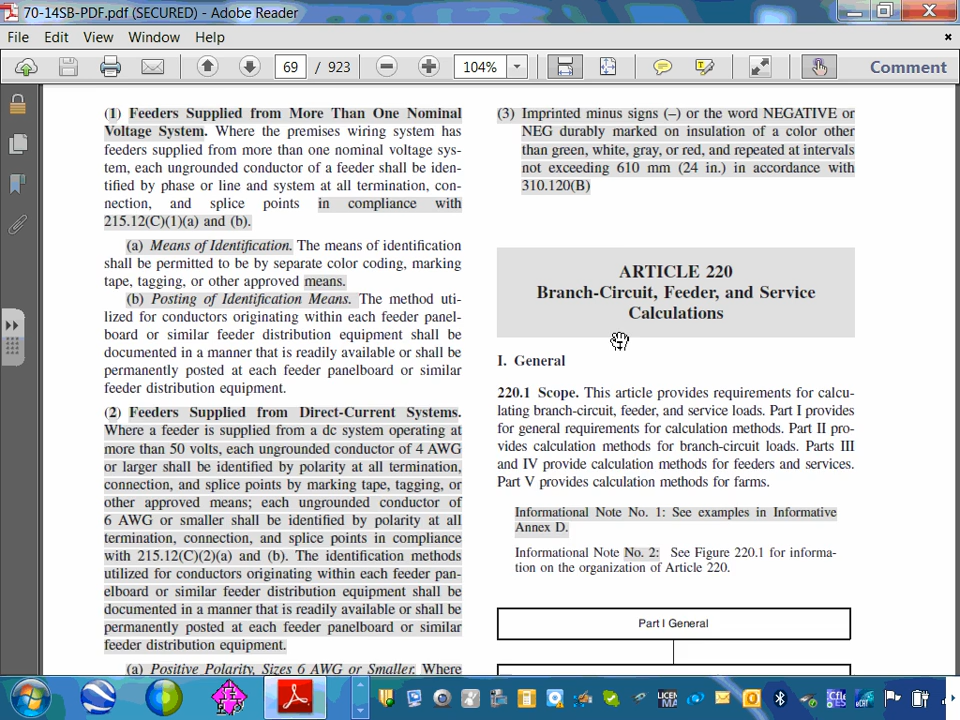 70-14SB-PDF.pdf (SECURED) - Adobe Reader
File Edit View Window Help
69 / 923 104% Comment
(1) Feeders Supplied from More Than One Nominal
Voltage System. Where the premises wiring system has
feeders supplied from more than one nominal voltage sys-
tem, each ungrounded conductor of a feeder shall be iden-
tified by phase or line and system at all termination, con-
nection, and splice points in compliance with
215.12(C)(1)(a) and (b).
(a) Means of Identification. The means of identification
shall be permitted to be by separate color coding, marking
tape, tagging, or other approved means.
(b) Posting of Identification Means. The method uti-
lized for conductors originating within each feeder panel-
board or similar feeder distribution equipment shall be
documented in a manner that is readily available or shall be
permanently posted at each feeder panelboard or similar
feeder distribution equipment.
(2) Feeders Supplied from Direct-Current Systems.
Where a feeder is supplied from a dc system operating at
more than 50 volts, each ungrounded conductor of 4 AWG
or larger shall be identified by polarity at all termination,
connection, and splice points by marking tape, tagging, or
other approved means; each ungrounded conductor of
6 AWG or smaller shall be identified by polarity at all
termination, connection, and splice points in compliance
with 215.12(C)(2)(a) and (b). The identification methods
utilized for conductors originating within each feeder pan-
elboard or similar feeder distribution equipment shall be
documented in a manner that is readily available or shall be
permanently posted at each feeder panelboard or similar
feeder distribution equipment.
(a) Positive Polarity, Sizes 6 AWG or Smaller. Where
(3) Imprinted minus signs (–) or the word NEGATIVE or
NEG durably marked on insulation of a color other
than green, white, gray, or red, and repeated at intervals
not exceeding 610 mm (24 in.) in accordance with
310.120(B)
ARTICLE 220
Branch-Circuit, Feeder, and Service
Calculations
I. General
220.1 Scope. This article provides requirements for calcu-
lating branch-circuit, feeder, and service loads. Part I provides
for general requirements for calculation methods. Part II pro-
vides calculation methods for branch-circuit loads. Parts III
and IV provide calculation methods for feeders and services.
Part V provides calculation methods for farms.
Informational Note No. 1: See examples in Informative
Annex D.
Informational Note No. 2: See Figure 220.1 for informa-
tion on the organization of Article 220.
Part I General